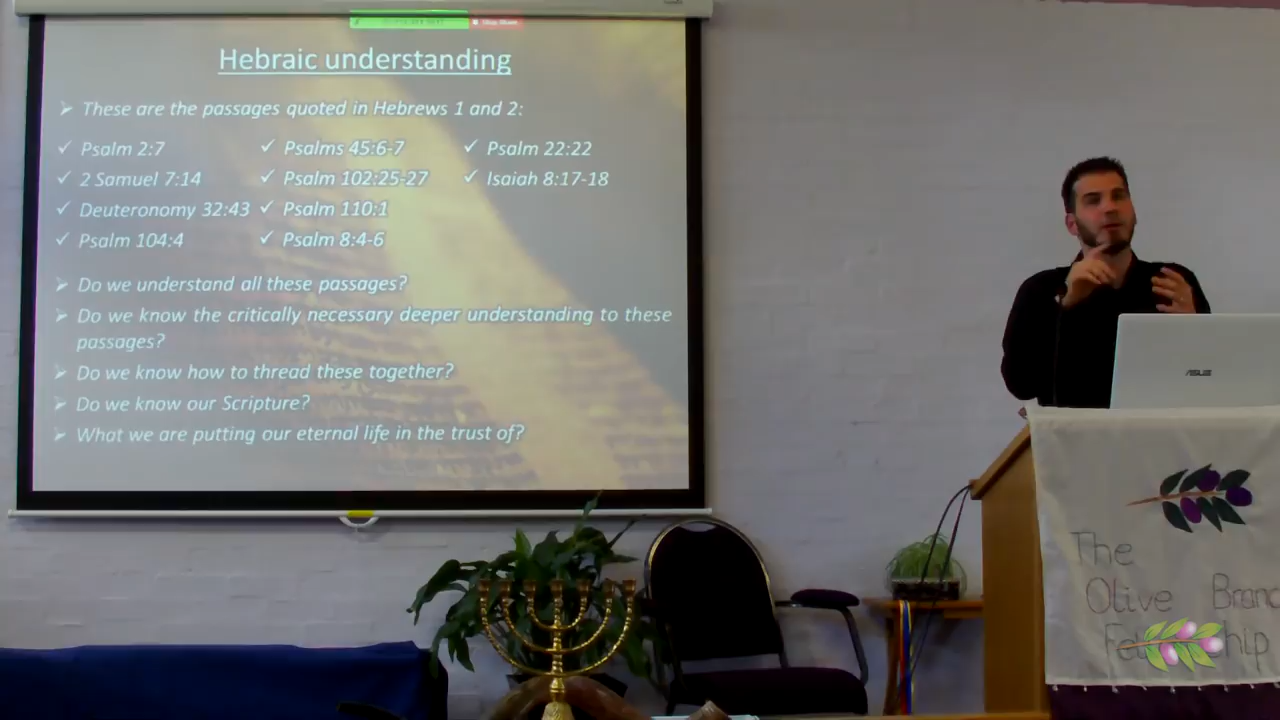 Hebraic understanding
These are the passages quoted in Hebrews 1 and 2:
Psalm 2:7
2 Samuel 7:14
Deuteronomy 32:43
Psalm 104:4
Psalms 45:6-7
Psalm 102:25-27
Psalm 110:1
Psalm 8:4-6
Psalm 22:22
Isaiah 8:17-18
Do we understand all these passages?
Do we know the critically necessary deeper understanding to these
passages?
Do we know how to thread these together?
Do we know our Scripture?
What we are putting our eternal life in the trust of?
ASUS
The
Olive Branc